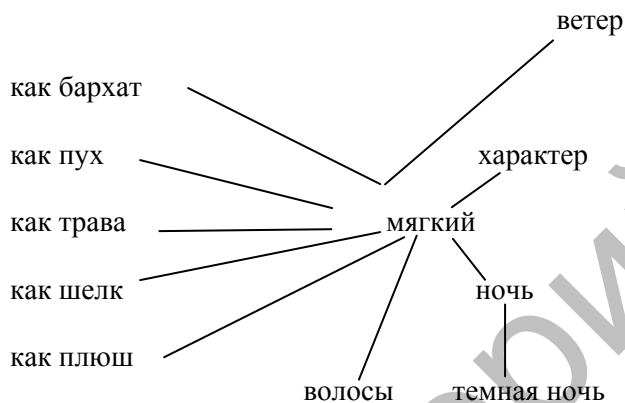 ветер
как бархат
как пух
характер
как трава
мягкий
как шелк
ночь
как плюш
волосы
темная ночь